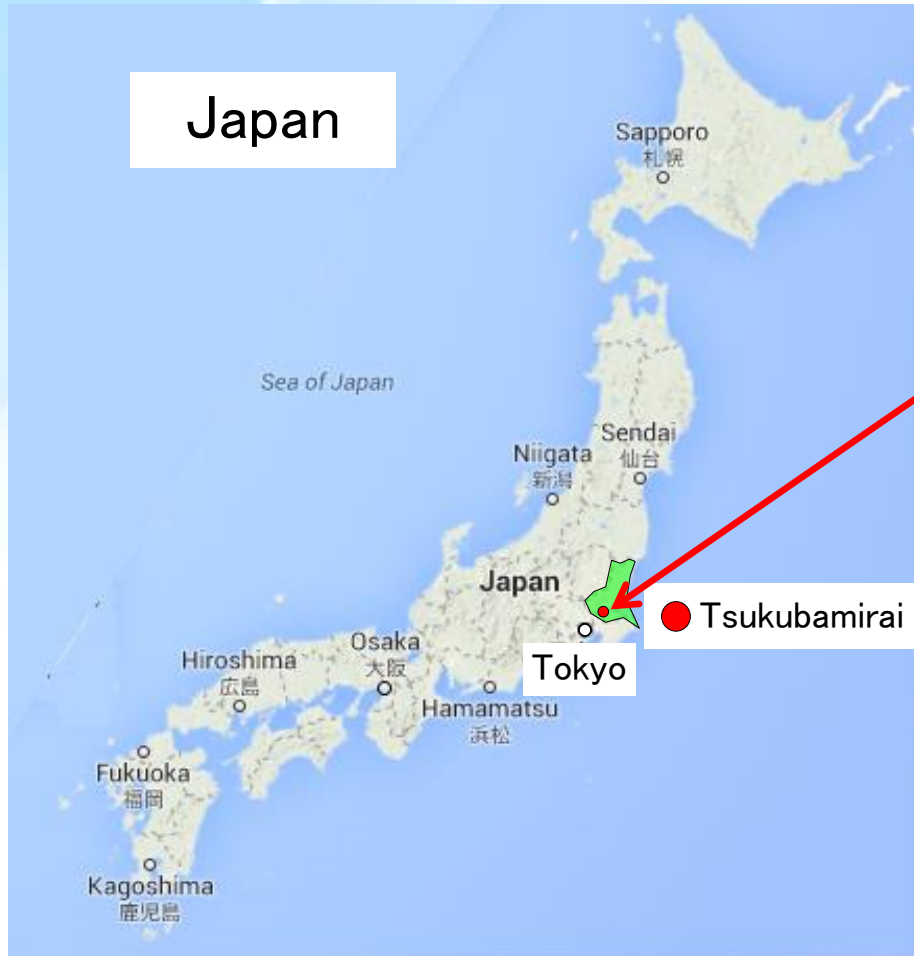 Japan
Sapporo
札幌
Sea of Japan
Sendai
仙台
Niigata
新潟
Japan
Tsukubamirai
Tokyo
Osaka
大阪
Hiroshima
広島
Hamamatsu
浜松
Fukuoka
福岡
Kagoshima
鹿児島